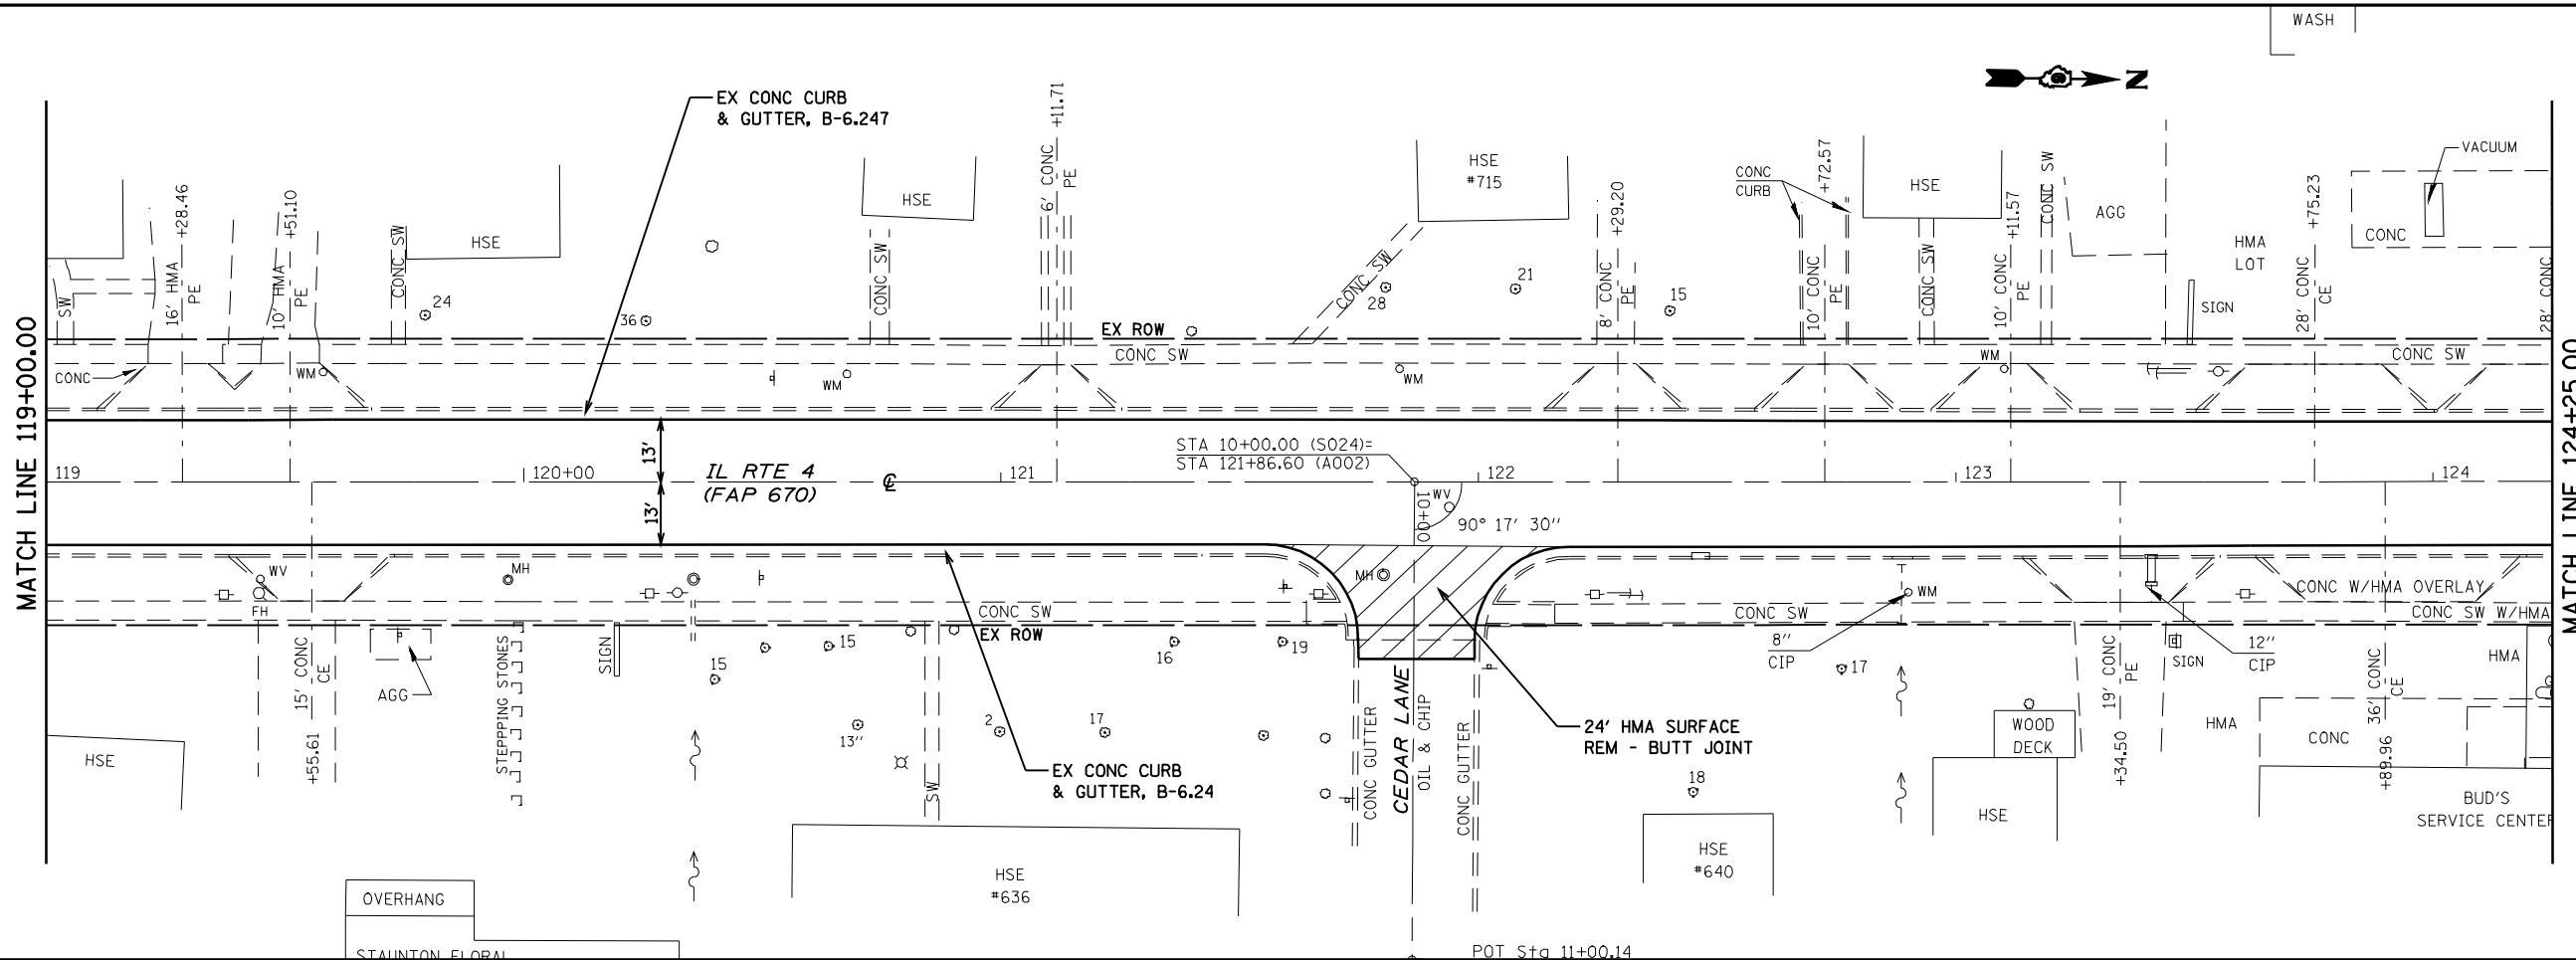 WASH
N
EX CONC CURB
& GUTTER, B-6.247
+11.71
6' CONC
PE
HSE
#715
CONC
CURB
+72.57
HSE
CONC SW
AGG
VACUUM
CONC
HMA
LOT
+28.46
16' HMA
PE
+51.10
10' HMA
PE
CONC SW
HSE
24
36
HSE
CONC SW
CONC SW
28
21
+29.20
8' CONC
PE
15
10' CONC
PE
CONC SW
+11.57
10' CONC
PE
SIGN
+75.23
28' CONC
CE
28' CONC
SW
EX ROW
CONC SW
CONC SW
CONC
WM
WM
WM
WM
MATCH LINE 119+00.00
MATCH LINE 124+25.00
13'
13'
STA 10+00.00 (S024)=
STA 121+86.60 (A002)
119
120+00
IL RTE 4
(FAP 670)
℄
121
122
123
124
10+00
WV
90° 17' 30"
WV
FH
MH
MH
CONC SW
EX ROW
CONC SW
WM
CONC W/HMA OVERLAY
CONC SW W/HMA
8"
CIP
12"
CIP
15' CONC
CE
+55.61
AGG
STEPPPING STONES
SIGN
15
15
16
19
17
19' CONC
PE
+34.50
SIGN
HMA
HMA
36' CONC
CE
+89.96
CONC
13"
2
17
SW
CONC GUTTER
CEDAR LANE
OIL & CHIP
CONC GUTTER
24' HMA SURFACE
REM - BUTT JOINT
WOOD
DECK
HSE
EX CONC CURB
& GUTTER, B-6.24
18
HSE
BUD'S
SERVICE CENTER
HSE
#636
HSE
#640
OVERHANG
STAUNTON FLORAL
POT Sta 11+00.14